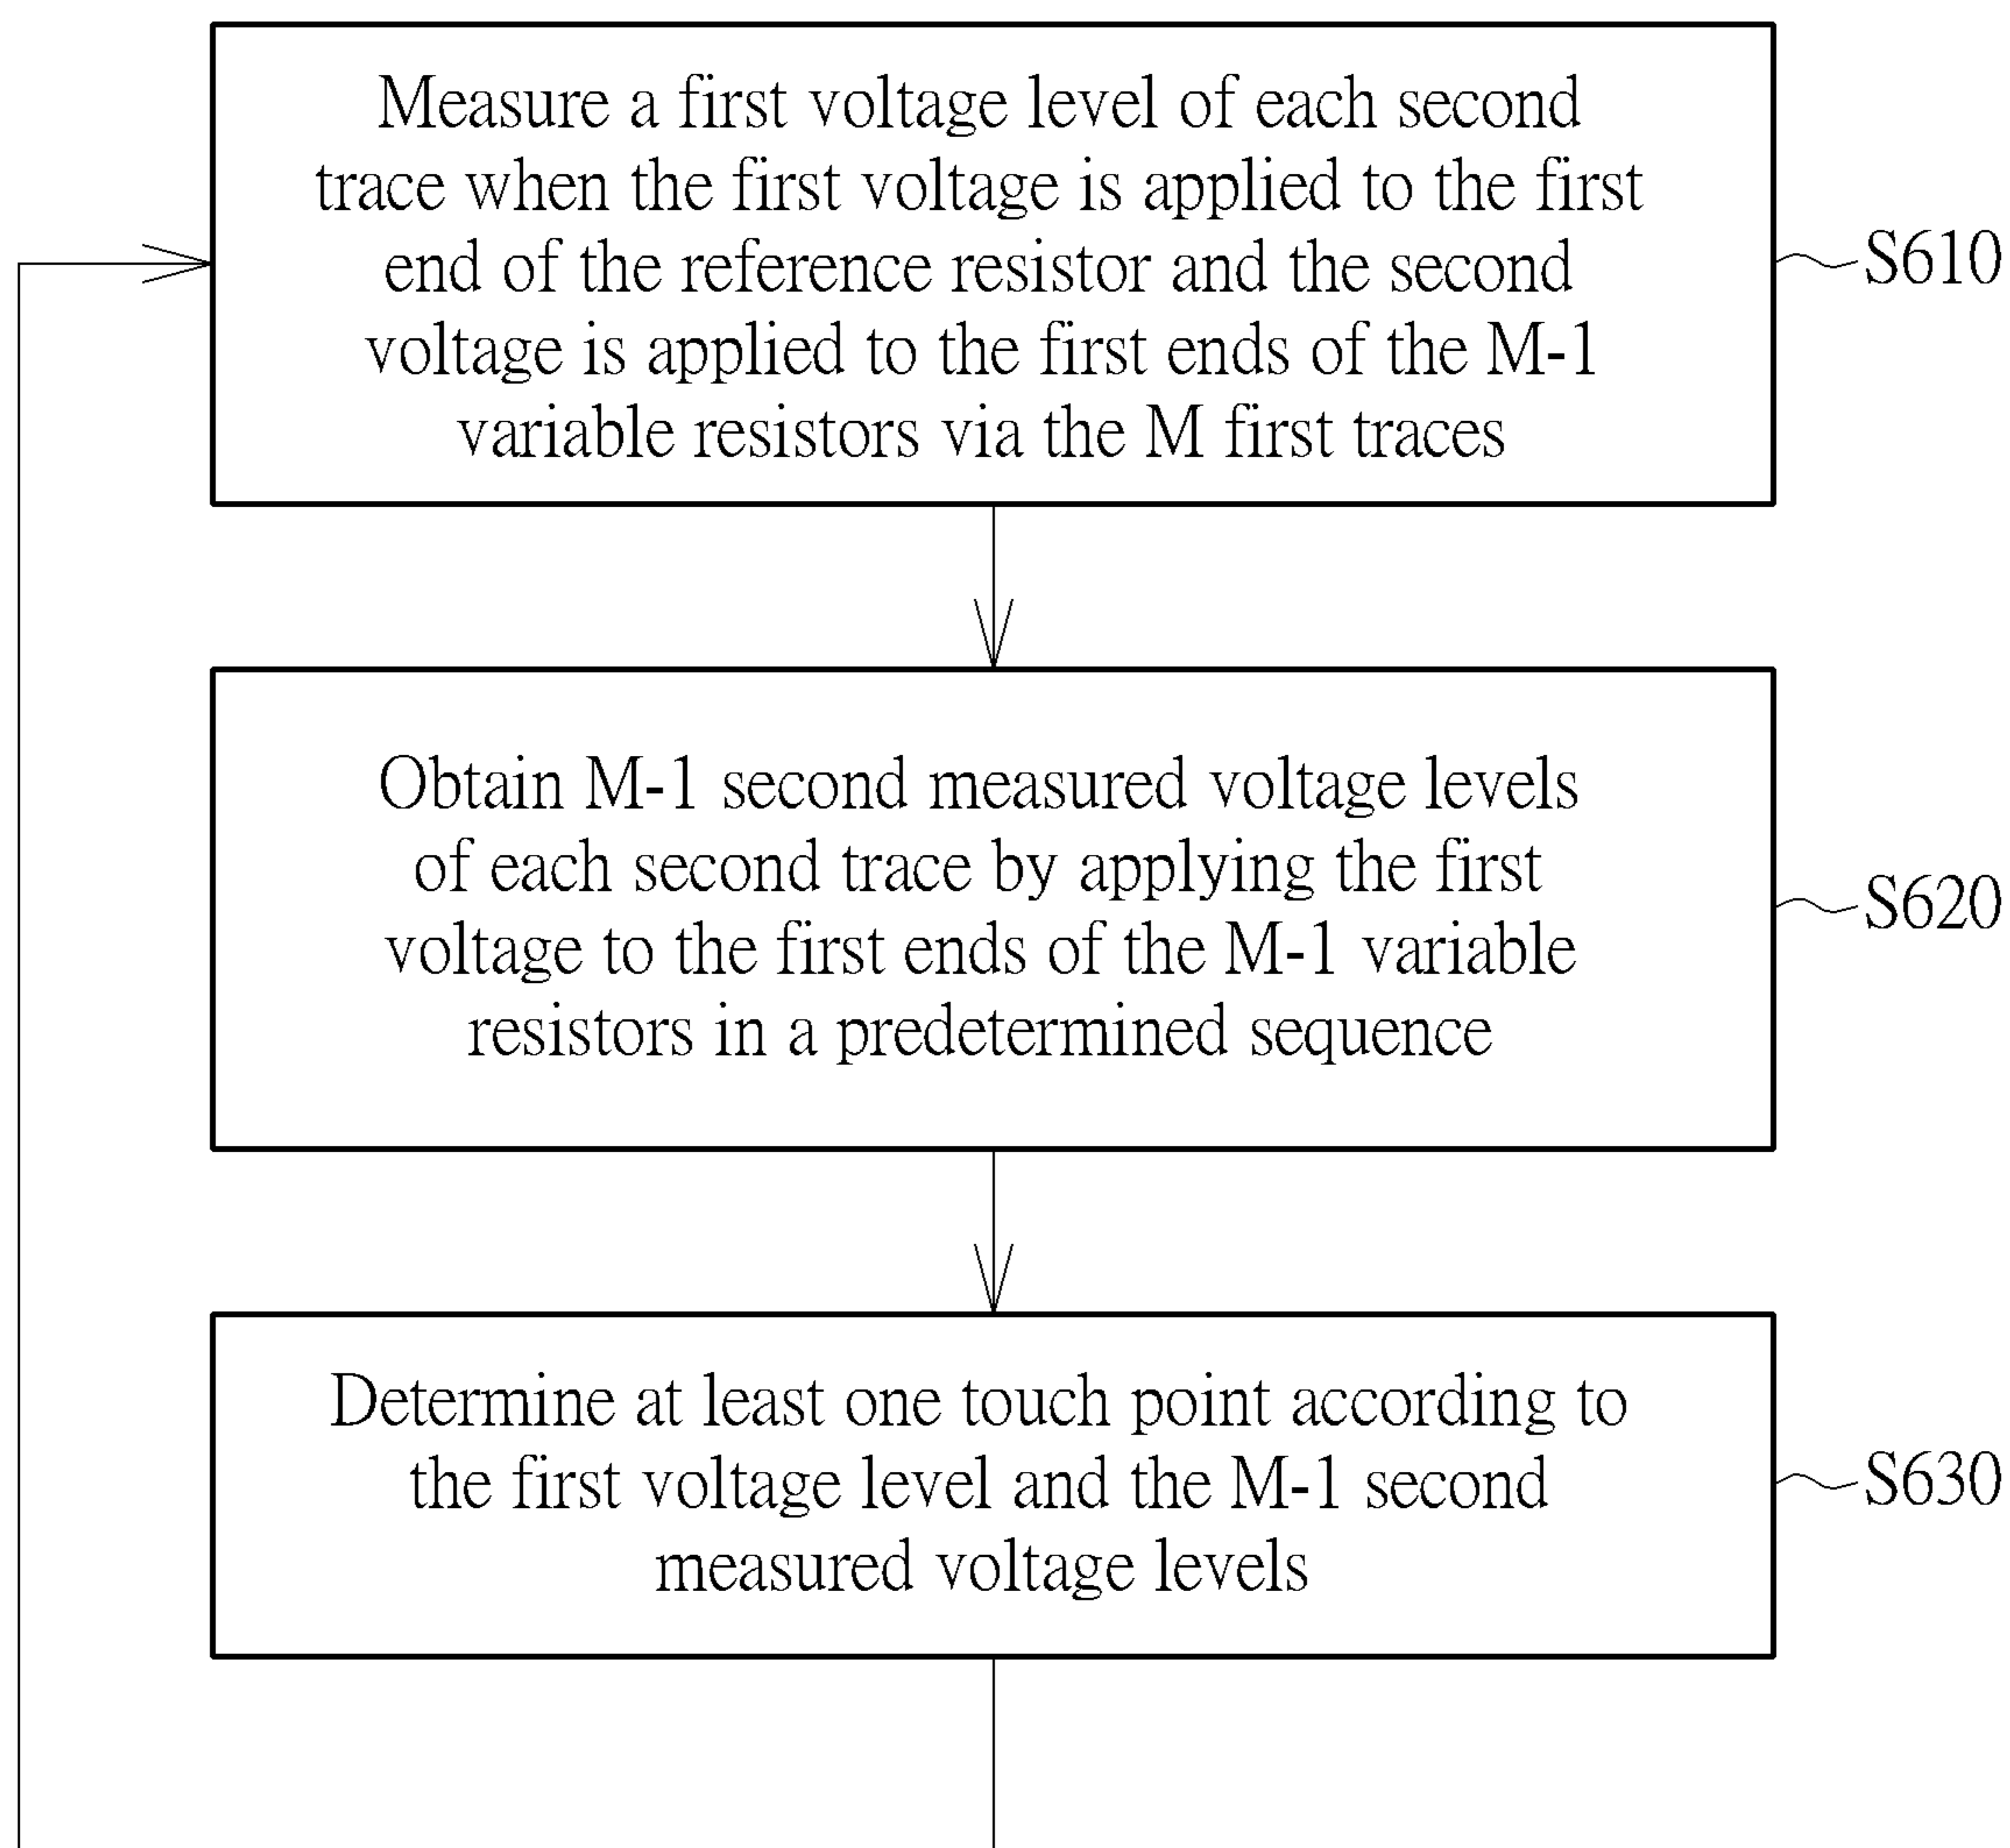 Measure a first voltage level of each second
trace when the first voltage is applied to the first
end of the reference resistor and the second
voltage is applied to the first ends of the M-1
variable resistors via the M first traces
S610
Obtain M-1 second measured voltage levels
of each second trace by applying the first
voltage to the first ends of the M-1 variable
resistors in a predetermined sequence
S620
Determine at least one touch point according to
the first voltage level and the M-1 second
measured voltage levels
S630